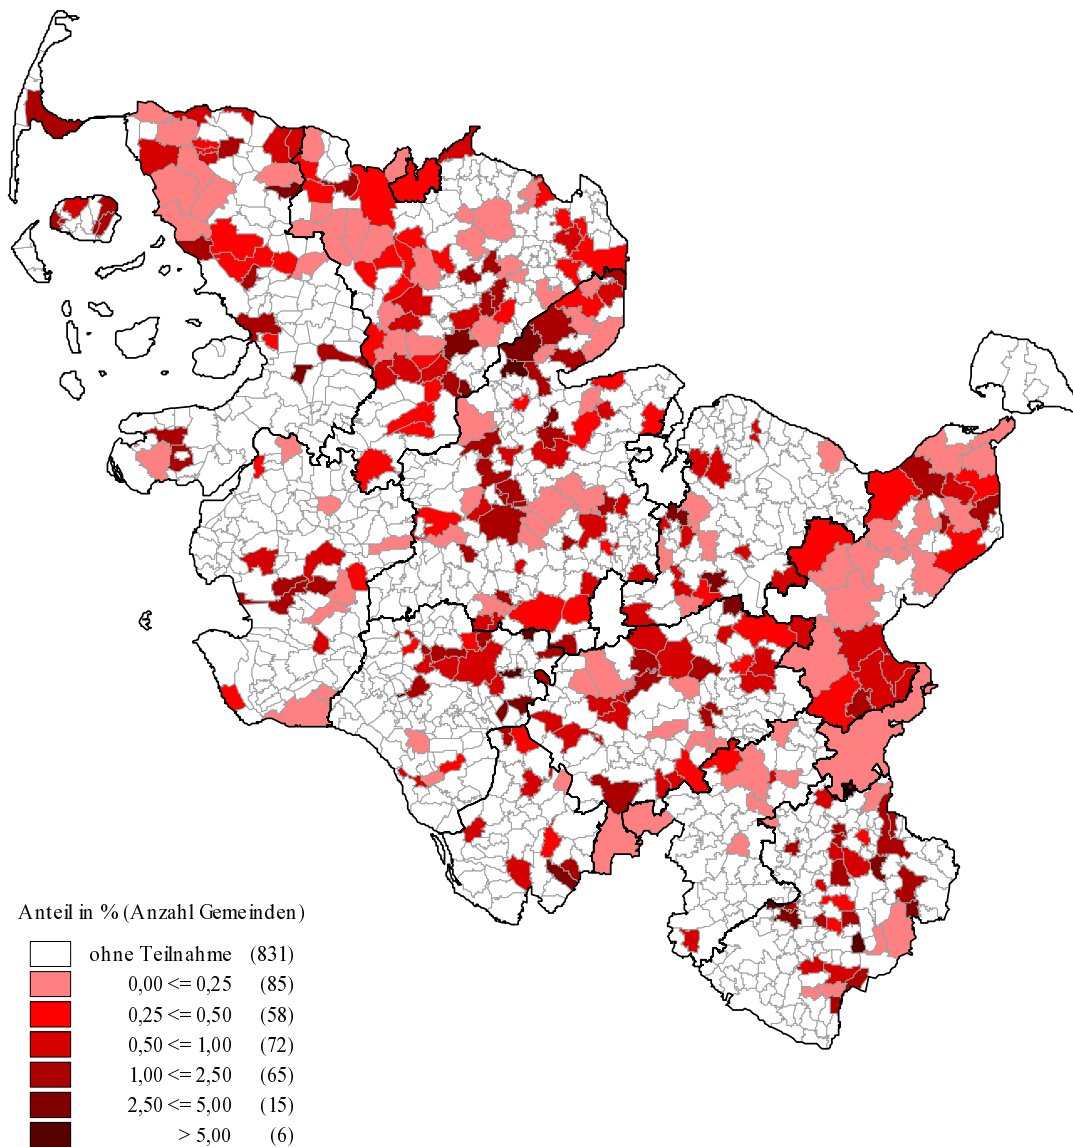 Anteil in % (Anzahl Gemeinden)
ohne Teilnahme (831)
0,00 <= 0,25 (85)
0,25 <= 0,50 (58)
0,50 <= 1,00 (72)
1,00 <= 2,50 (65)
2,50 <= 5,00 (15)
> 5,00 (6)